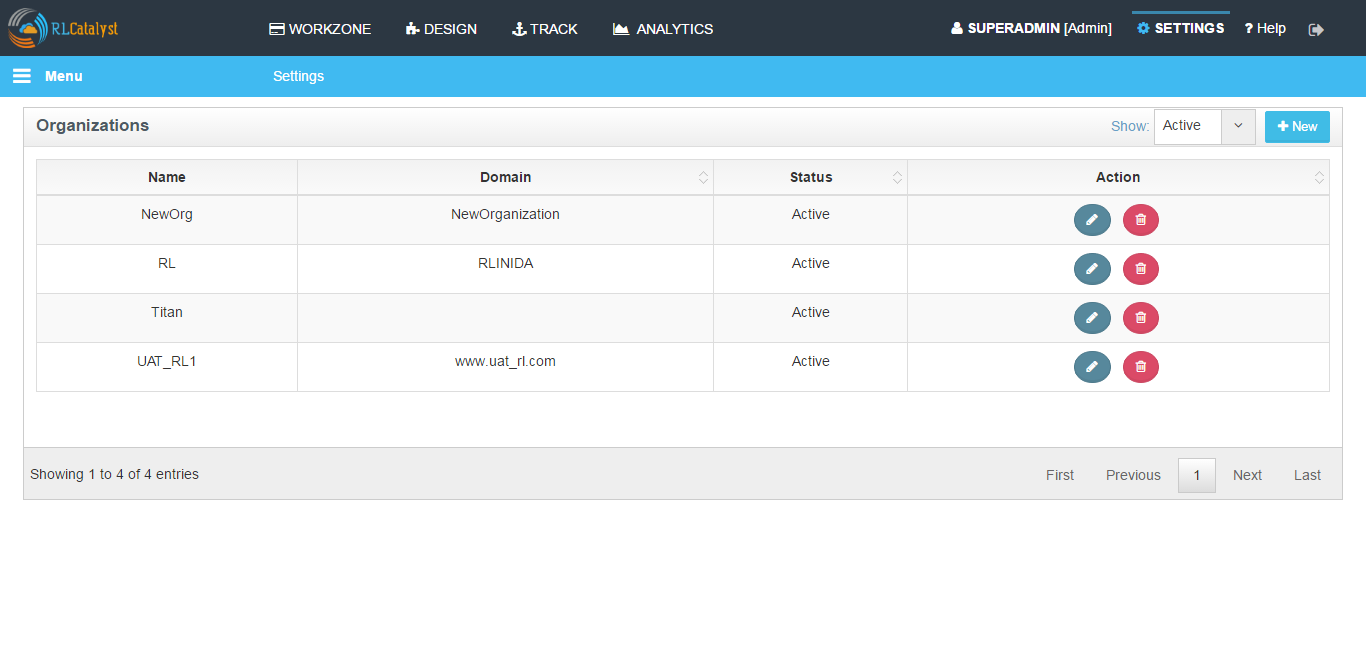 RLCatalyst WORKZONE DESIGN TRACK ANALYTICS SUPERADMIN [Admin] SETTINGS ? Help
Menu Settings
Organizations Show: Active + New
Name Domain Status Action
NewOrg NewOrganization Active
RL RLINIDA Active
Titan Active
UAT_RL1 www.uat_rl.com Active
Showing 1 to 4 of 4 entries First Previous 1 Next Last